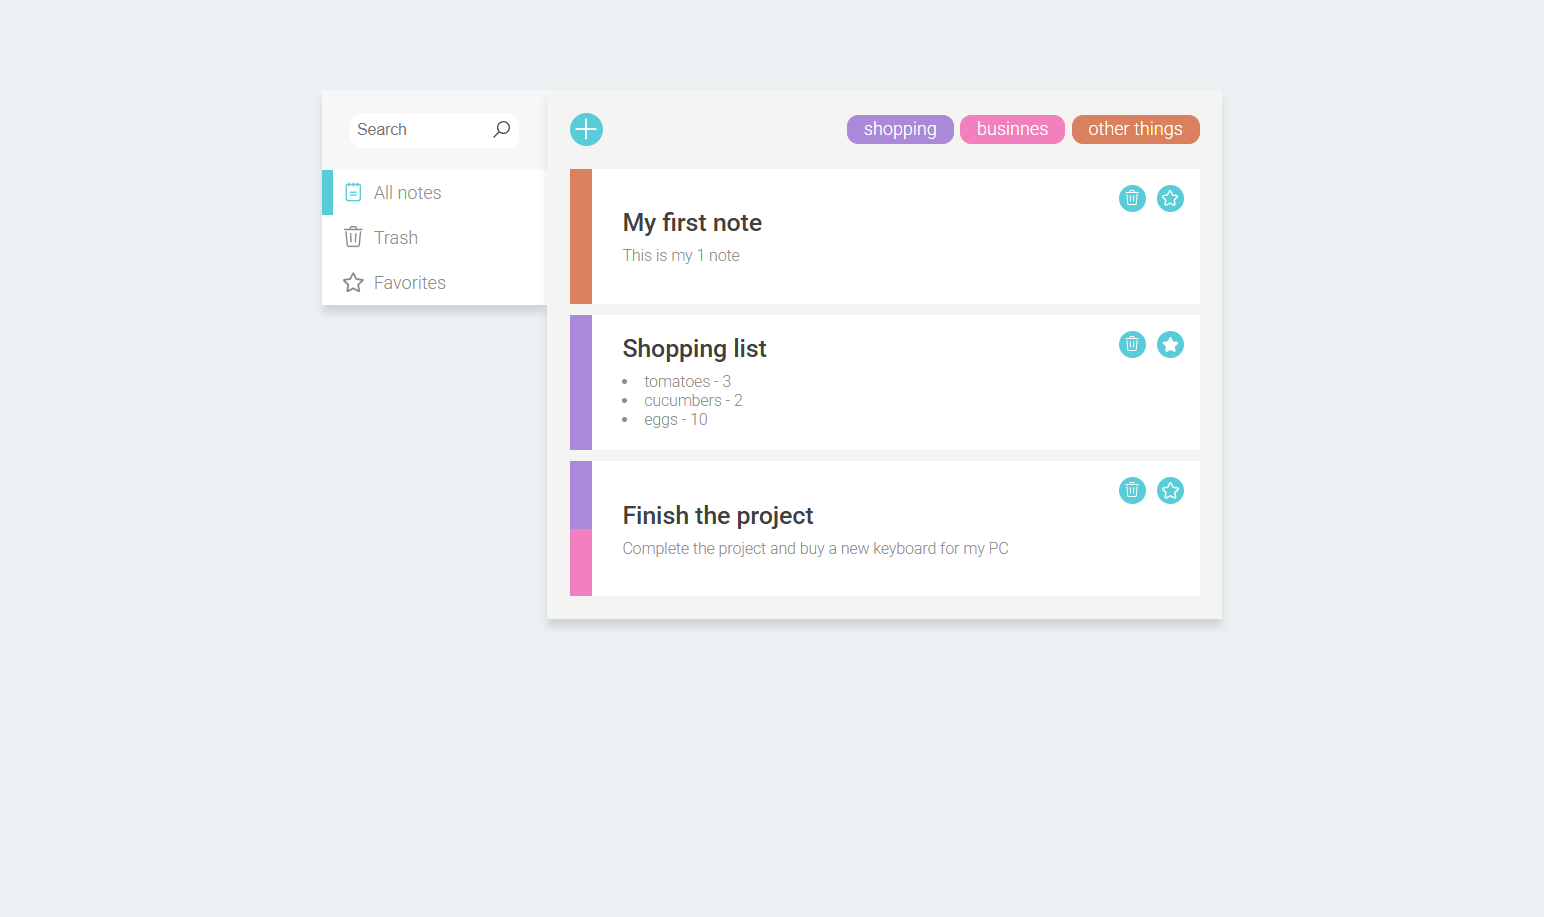 Search
All notes
Trash
Favorites
shopping
businnes
other things
My first note
This is my 1 note
Shopping list
tomatoes - 3
cucumbers - 2
eggs - 10
Finish the project
Complete the project and buy a new keyboard for my PC